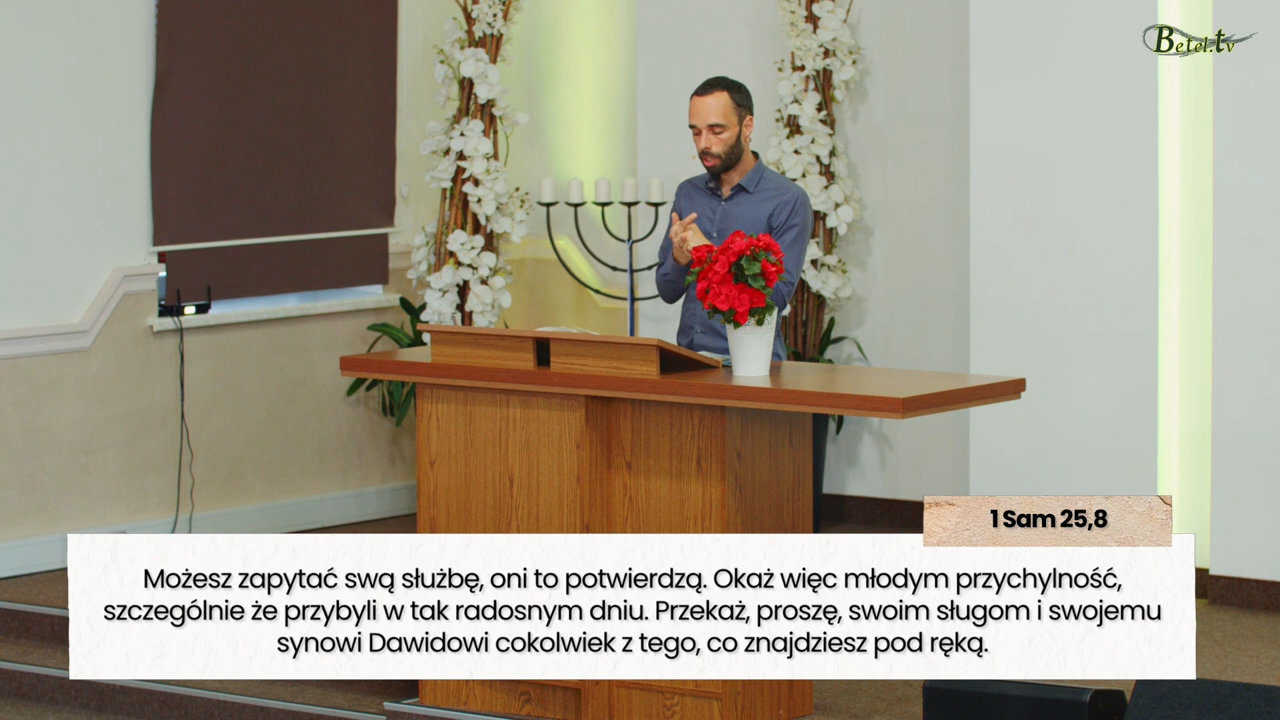 Betel.tv
1 Sam 25,8
Możesz zapytać swą służbę, oni to potwierdzą. Okaż więc młodym przychylność,
szczególnie że przybyli w tak radosnym dniu. Przekaż, proszę, swoim sługom i swojemu
synowi Dawidowi cokolwiek z tego, co znajdziesz pod ręką.